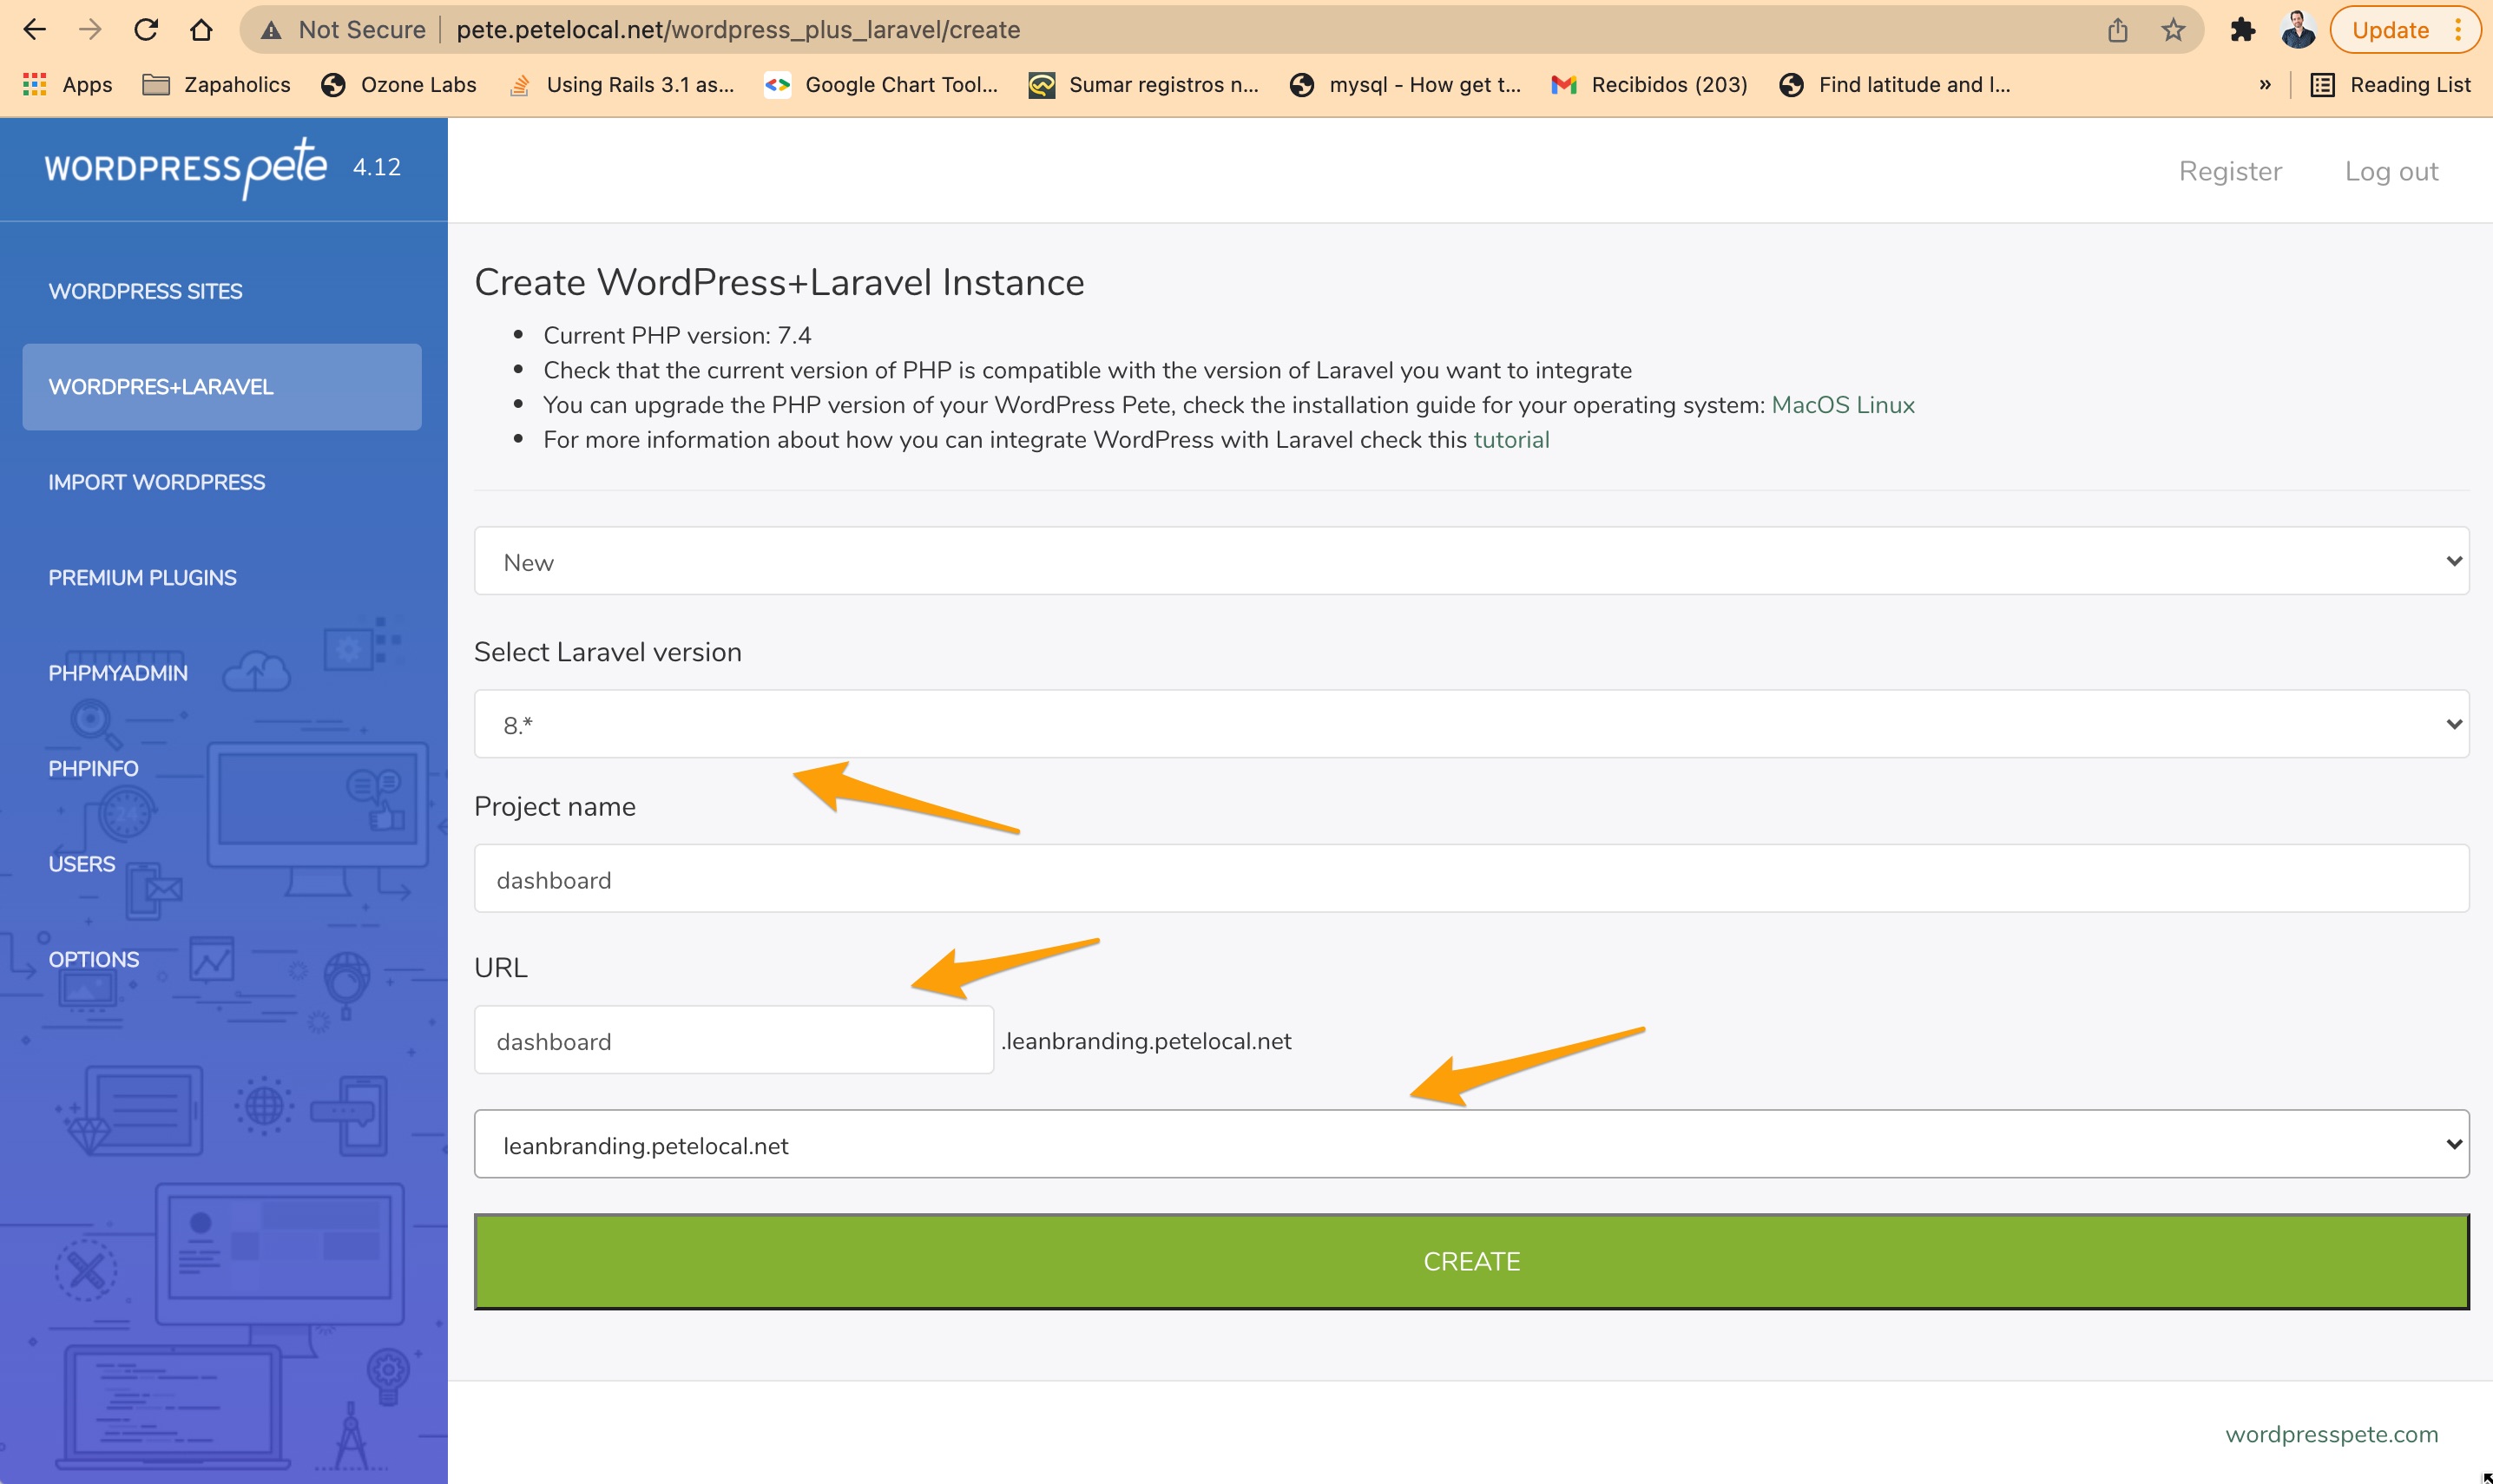 Not Secure pete.petelocal.net/wordpress_plus_laravel/create Update
Apps Zapaholics Ozone Labs Using Rails 3.1 as... Google Chart Tool... Sumar registros n... mysql - How get t... Recibidos (203) Find latitude and l... » Reading List
WORDPRESS pete 4.12
Register Log out
WORDPRESS SITES
WORDPRES+LARAVEL
IMPORT WORDPRESS
PREMIUM PLUGINS
PHPMYADMIN
PHPINFO
24
USERS
OPTIONS
Create WordPress+Laravel Instance
Current PHP version: 7.4
Check that the current version of PHP is compatible with the version of Laravel you want to integrate
You can upgrade the PHP version of your WordPress Pete, check the installation guide for your operating system: MacOS Linux
For more information about how you can integrate WordPress with Laravel check this tutorial
New
Select Laravel version
8.*
Project name
dashboard
URL
dashboard .leanbranding.petelocal.net
leanbranding.petelocal.net
CREATE
wordpresspete.com